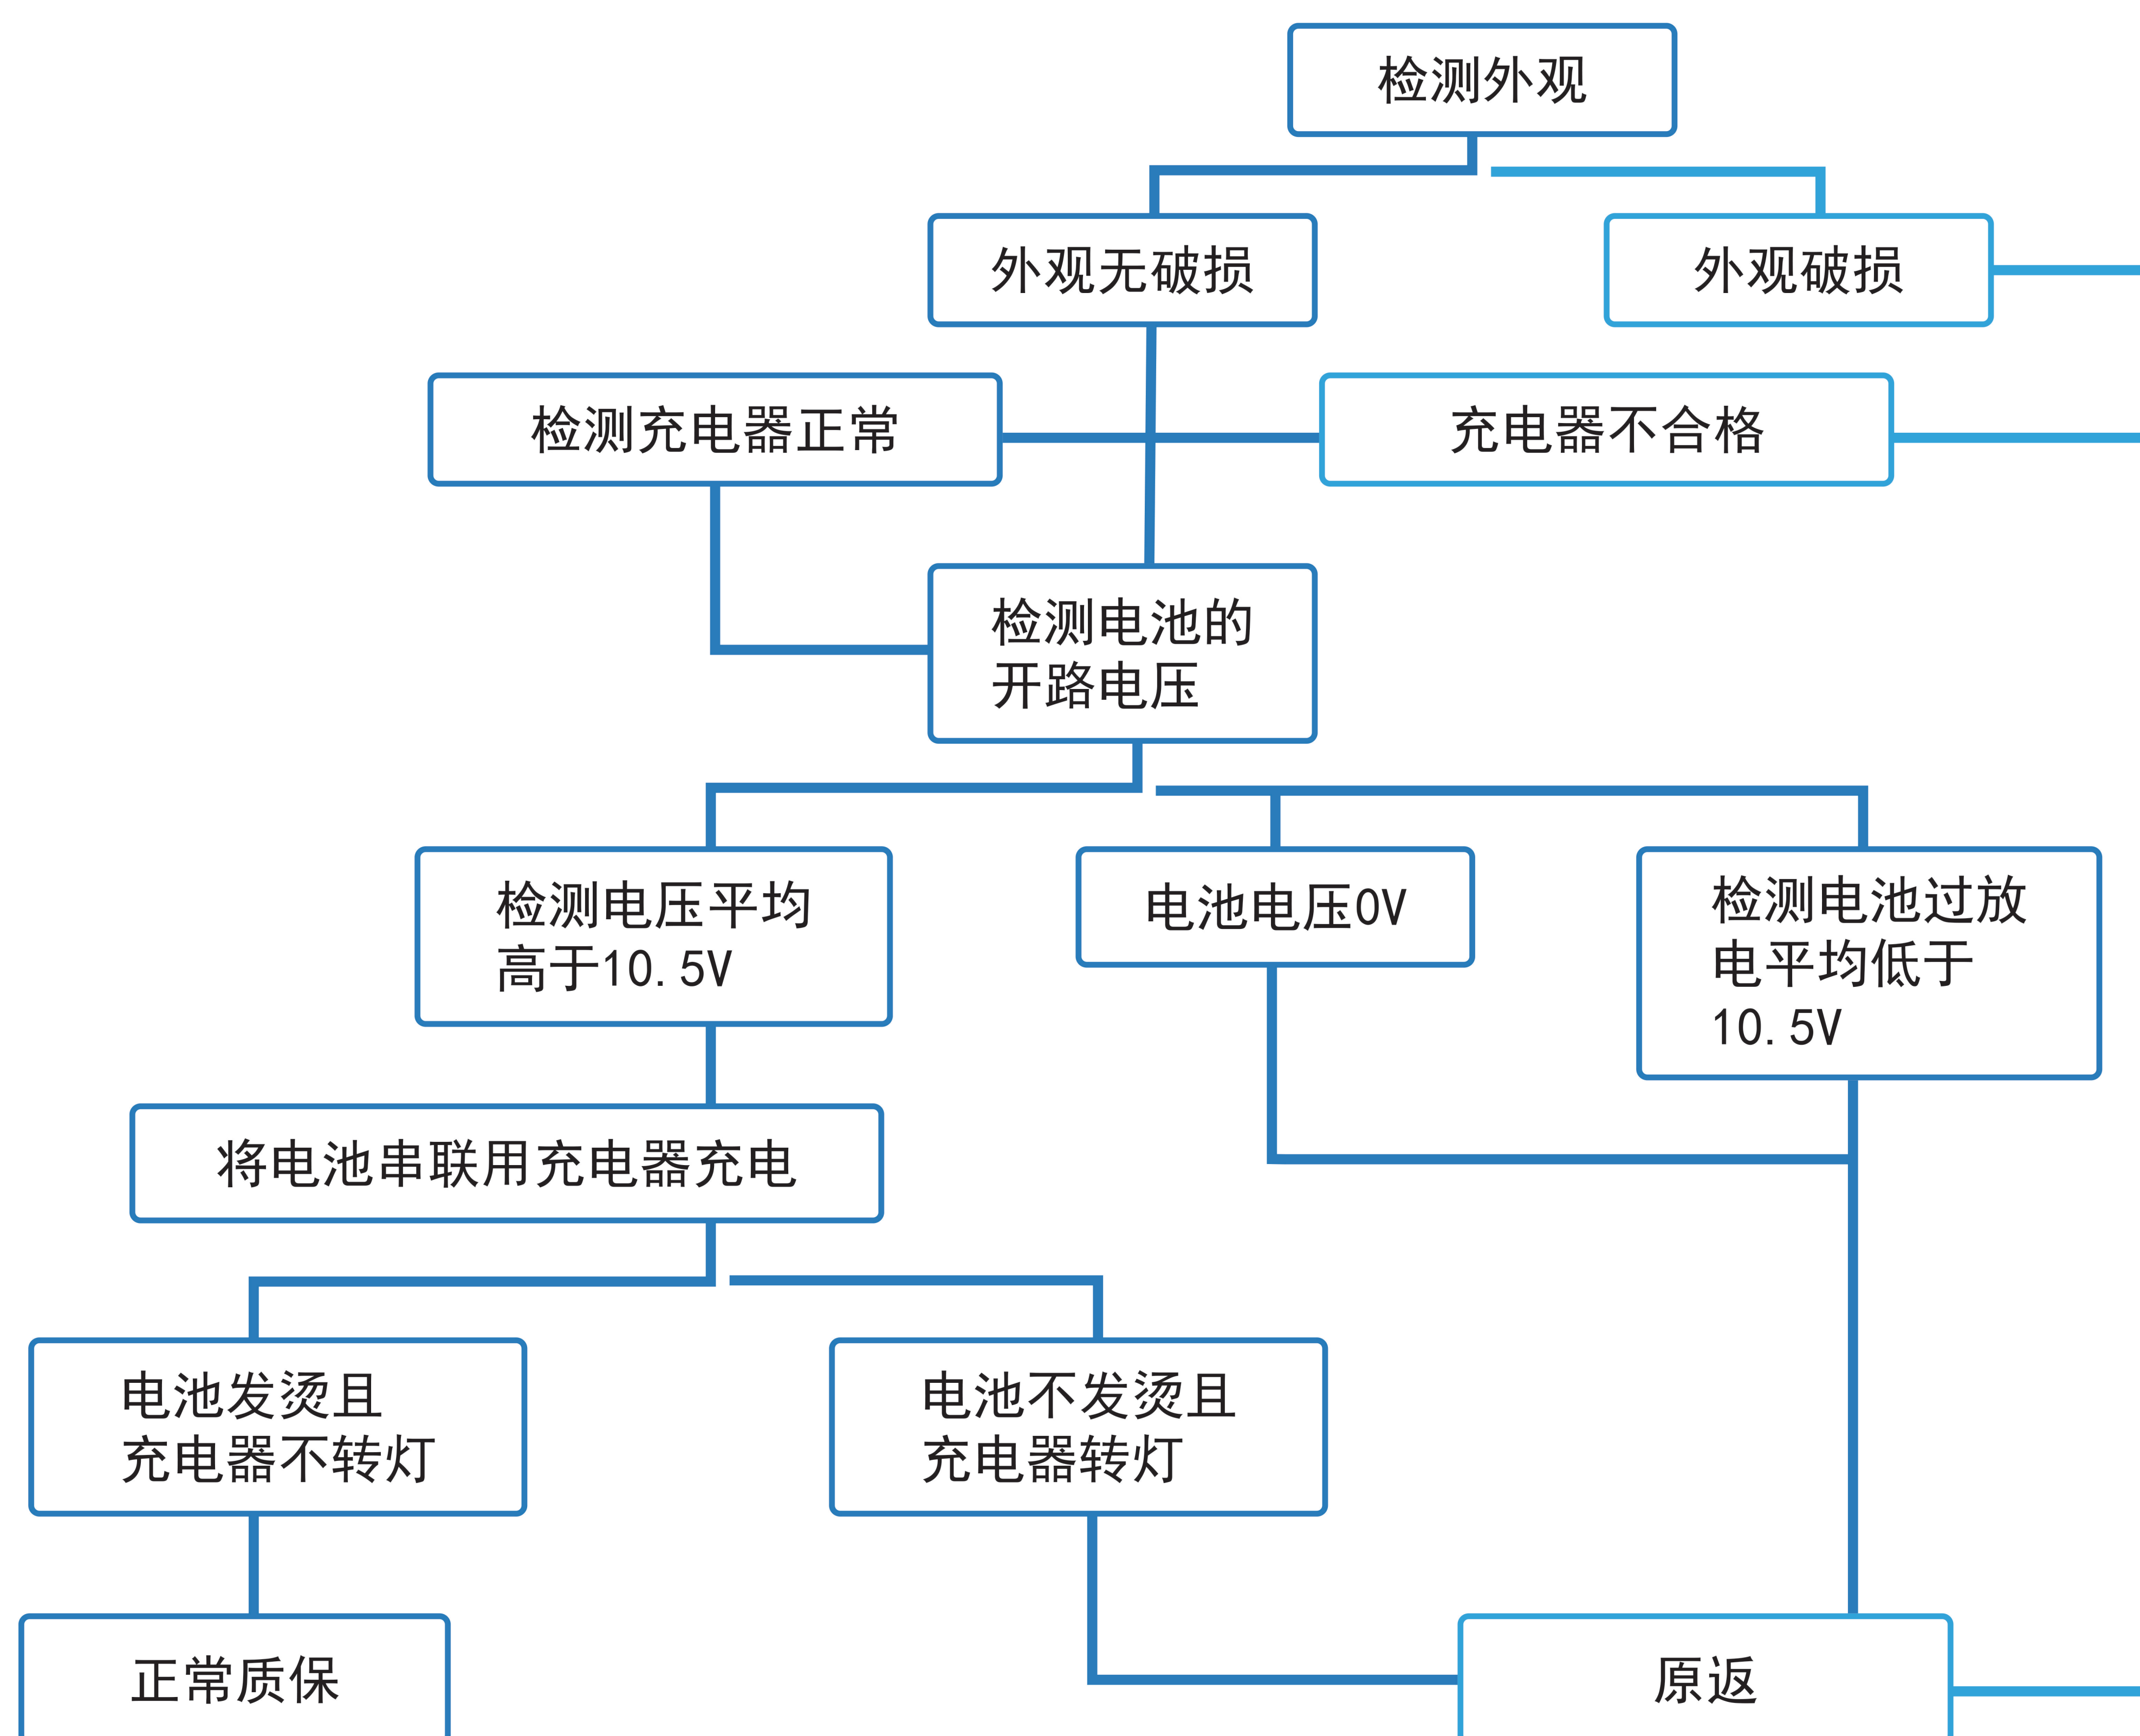 检测外观
外观无破损
外观破损
检测充电器正常
充电器不合格
检测电池的
开路电压
检测电压平均
高于10.5V
电池电压0V
检测电池过放
电平均低于
10.5V
将电池串联用充电器充电
电池发烫且
充电器不转灯
电池不发烫且
充电器转灯
正常质保
原返